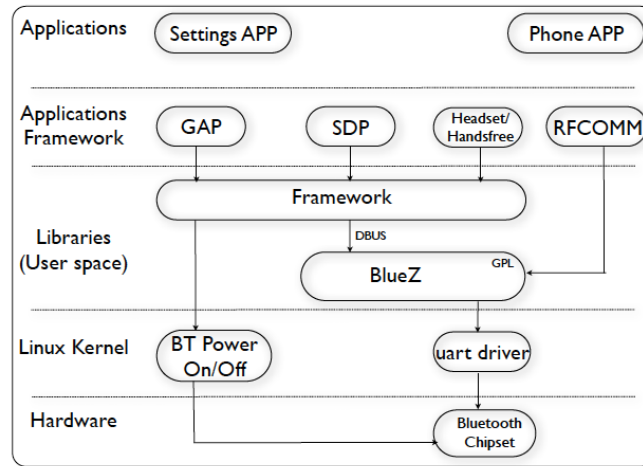 Applications
Settings APP
Phone APP
Applications
Framework
GAP
SDP
Headset/
Handsfree
RFCOMM
Framework
Libraries
(User space)
DBUS
BlueZ
GPL
Linux Kernel
BT Power
On/Off
uart driver
Hardware
Bluetooth
Chipset